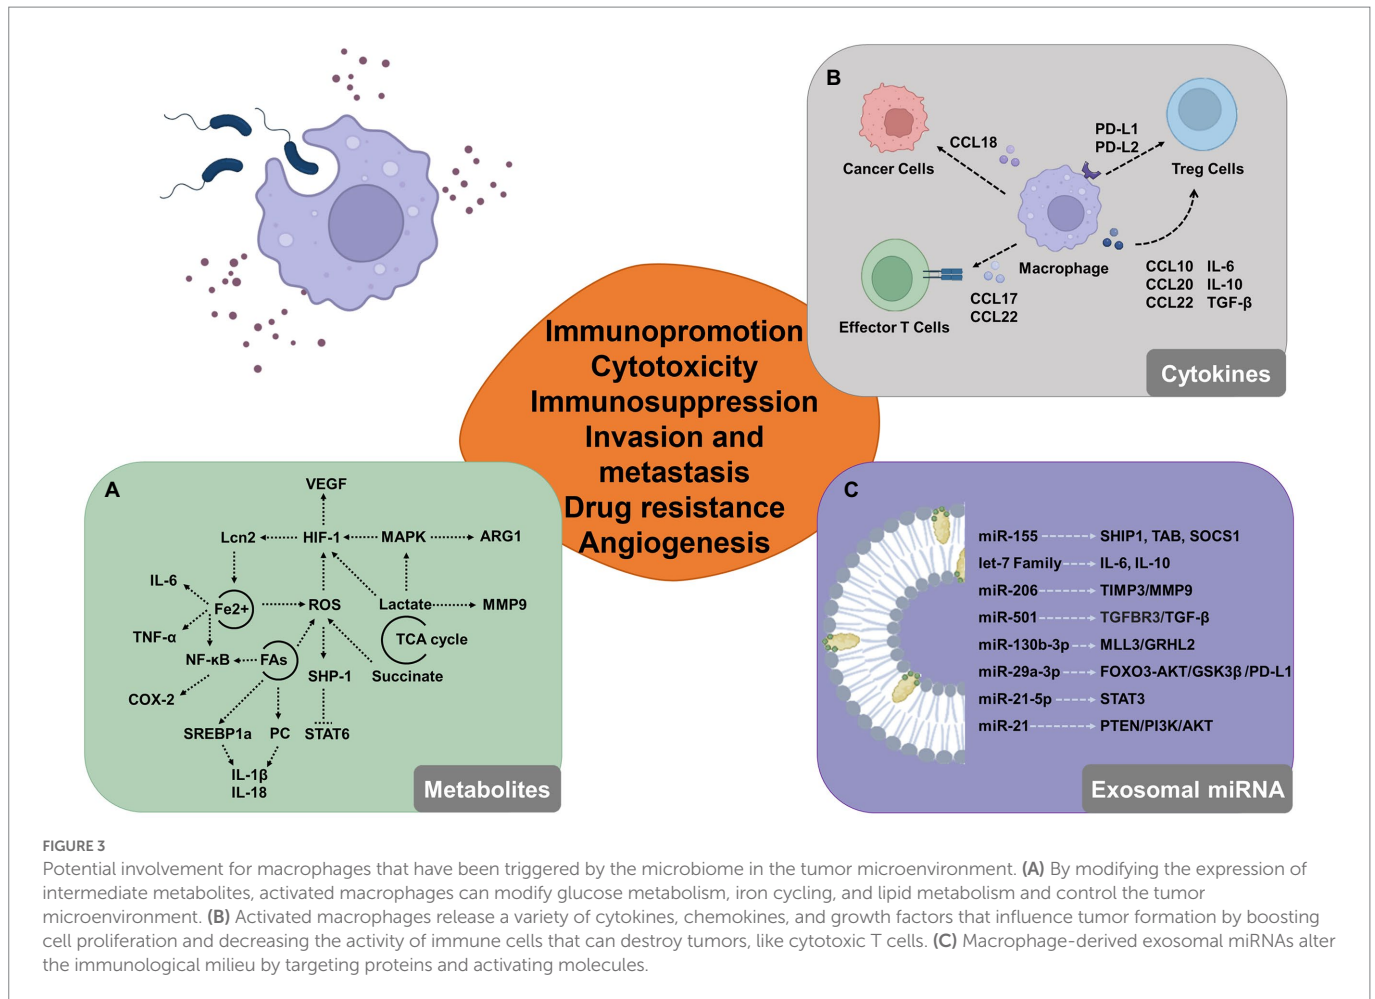 B
Cancer Cells
CCL18
PD-L1
PD-L2
Treg Cells
Macrophage
Effector T Cells
CCL17
CCL22
CCL10 IL-6
CCL20 IL-10
CCL22 TGF-β
Cytokines
Immunopromotion
Cytotoxicity
Immunosuppression
Invasion and
metastasis
Drug resistance
Angiogenesis
A
VEGF
Lcn2 HIF-1 MAPK ARG1
IL-6
Fe2+ ROS Lactate MMP9
TNF-α
TCA cycle
NF-κB FAs
SHP-1 Succinate
COX-2
SREBP1a PC STAT6
IL-1β
IL-18
Metabolites
C
miR-155 SHIP1, TAB, SOCS1
let-7 Family IL-6, IL-10
miR-206 TIMP3/MMP9
miR-501 TGFBR3/TGF-β
miR-130b-3p MLL3/GRHL2
miR-29a-3p FOXO3-AKT/GSK3β/PD-L1
miR-21-5p STAT3
miR-21 PTEN/PI3K/AKT
Exosomal miRNA
FIGURE 3
Potential involvement for macrophages that have been triggered by the microbiome in the tumor microenvironment. (A) By modifying the expression of
intermediate metabolites, activated macrophages can modify glucose metabolism, iron cycling, and lipid metabolism and control the tumor
microenvironment. (B) Activated macrophages release a variety of cytokines, chemokines, and growth factors that influence tumor formation by boosting
cell proliferation and decreasing the activity of immune cells that can destroy tumors, like cytotoxic T cells. (C) Macrophage-derived exosomal miRNAs alter
the immunological milieu by targeting proteins and activating molecules.